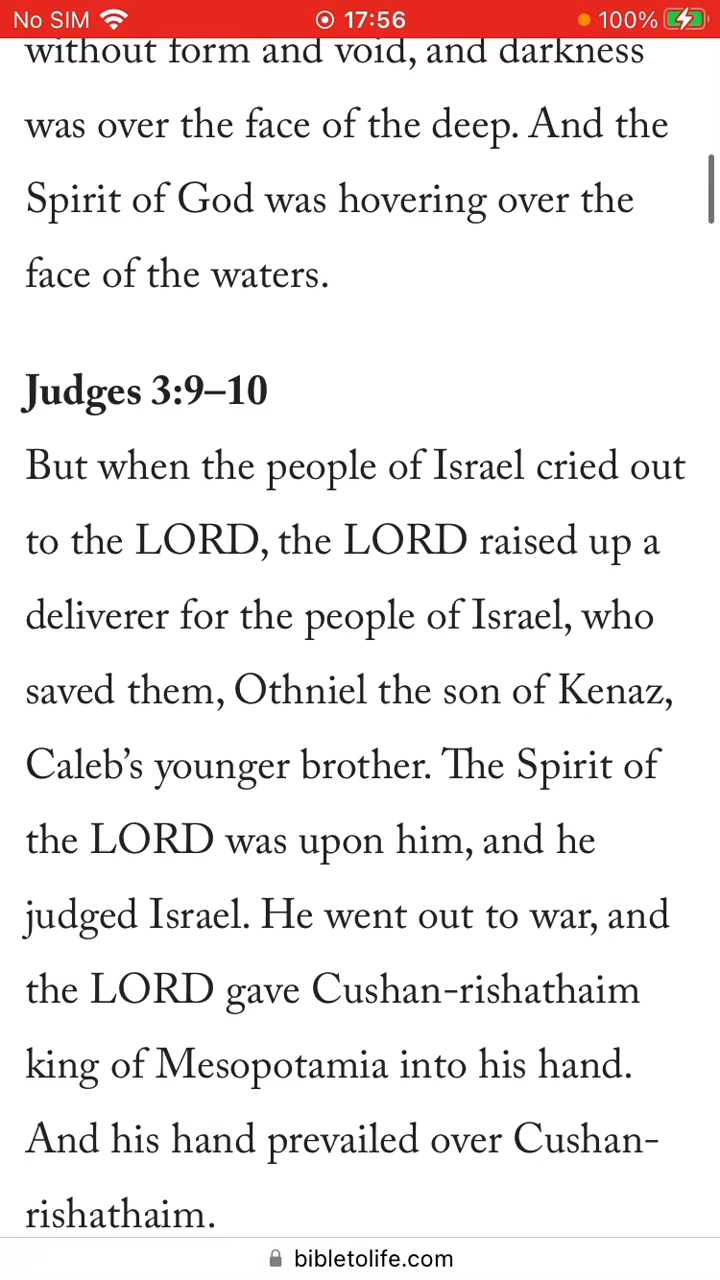 No SIM 17:56 100%
without form and void, and darkness
was over the face of the deep. And the
Spirit of God was hovering over the
face of the waters.
Judges 3:9–10
But when the people of Israel cried out
to the LORD, the LORD raised up a
deliverer for the people of Israel, who
saved them, Othniel the son of Kenaz,
Caleb’s younger brother. The Spirit of
the LORD was upon him, and he
judged Israel. He went out to war, and
the LORD gave Cushan-rishathaim
king of Mesopotamia into his hand.
And his hand prevailed over Cushan-
rishathaim.
bibletolife.com